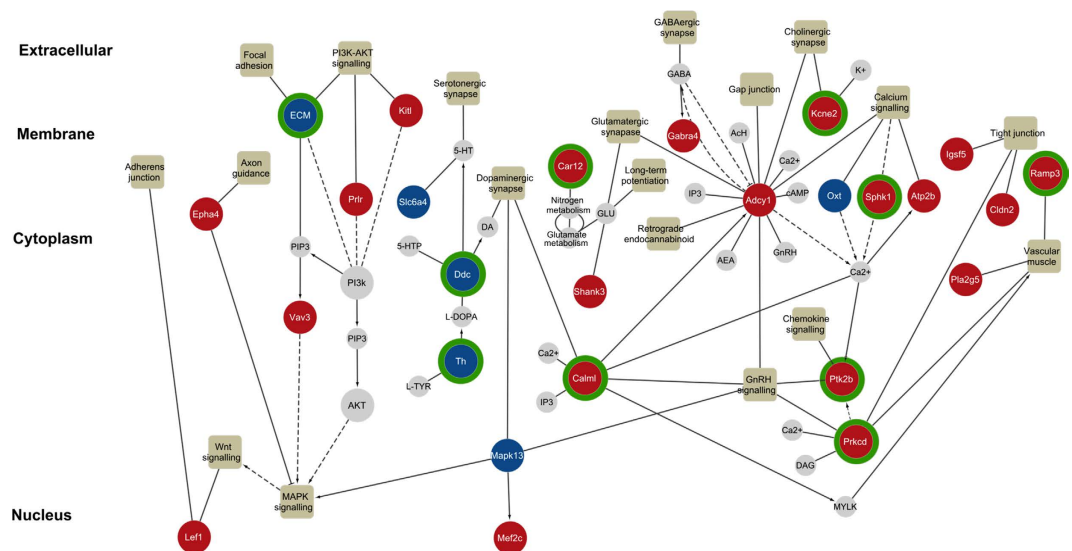 Extracellular
Membrane
Cytoplasm
Nucleus
Focal
adhesion
PI3K-AKT
signalling
Serotonergic
synapse
GABAergic
synapse
Cholinergic
synapse
GABA
K+
Gap junction
Calcium
signalling
ECM
Kitl
Kcne2
Glutamatergic
synapase
Gabra4
AcH
Tight junction
Adherens
junction
Axon
guidance
5-HT
Car12
Long-term
potentiation
Ca2+
Igsf5
Ramp3
Dopaminergic
synapse
Prlr
Slc6a4
IP3
Adcy1
cAMP
Oxt
Sphk1
Atp2b
Epha4
Nitrogen
metabolism
GLU
Cldn2
DA
Glutamate
metabolism
Retrograde
endocannabinoid
PIP3
5-HTP
AEA
GnRH
Vascular
muscle
Ddc
Ca2+
PI3k
Shank3
Pla2g5
Vav3
L-DOPA
Chemokine
signalling
PIP3
Th
Ca2+
L-TYR
Calml
GnRH
signalling
Ptk2b
IP3
AKT
Ca2+
Prkcd
Wnt
signalling
Mapk13
DAG
MAPK
signalling
MYLK
Lef1
Mef2c